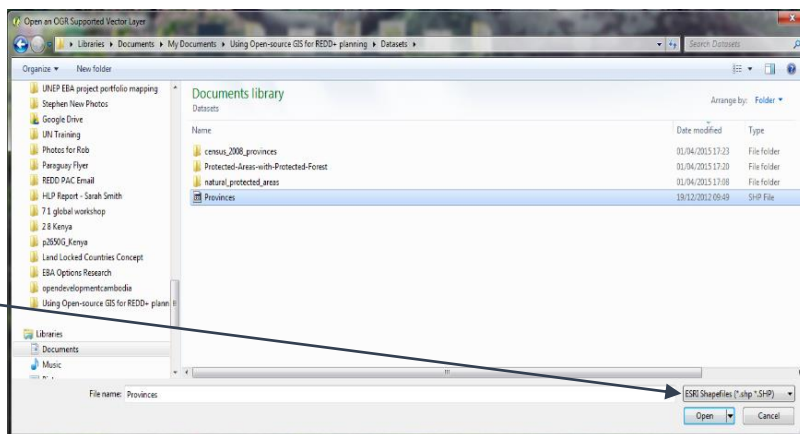 Open an OGR Supported Vector Layer
Libraries ▸ Documents ▸ My Documents ▸ Using Open-source GIS for REDD+ planning ▸ Datasets ▸
Search Datasets
Organize ▾ New folder
UNEP EBA project portfolio mapping
Stephen New Photos
Google Drive
UN Training
Photos for Rob
Paraguay Flyer
REDD PAC Email
HLP Report - Sarah Smith
7 1 global workshop
2 8 Kenya
p2650G_Kenya
Land Locked Countries Concept
EBA Options Research
opendevelopmentcambodia
Using Open-source GIS for REDD+ plann
Libraries
Documents
Music
Documents library
Datasets
Arrange by: Folder ▾
Name Date modified Type
census_2008_provinces 01/04/2015 17:23 File folder
Protected-Areas-with-Protected-Forest 01/04/2015 17:20 File folder
natural_protected_areas 01/04/2015 17:08 File folder
Provinces 19/12/2012 09:49 SHP File
File name: Provinces
ESRI Shapefiles (*.shp *.SHP)
Open Cancel